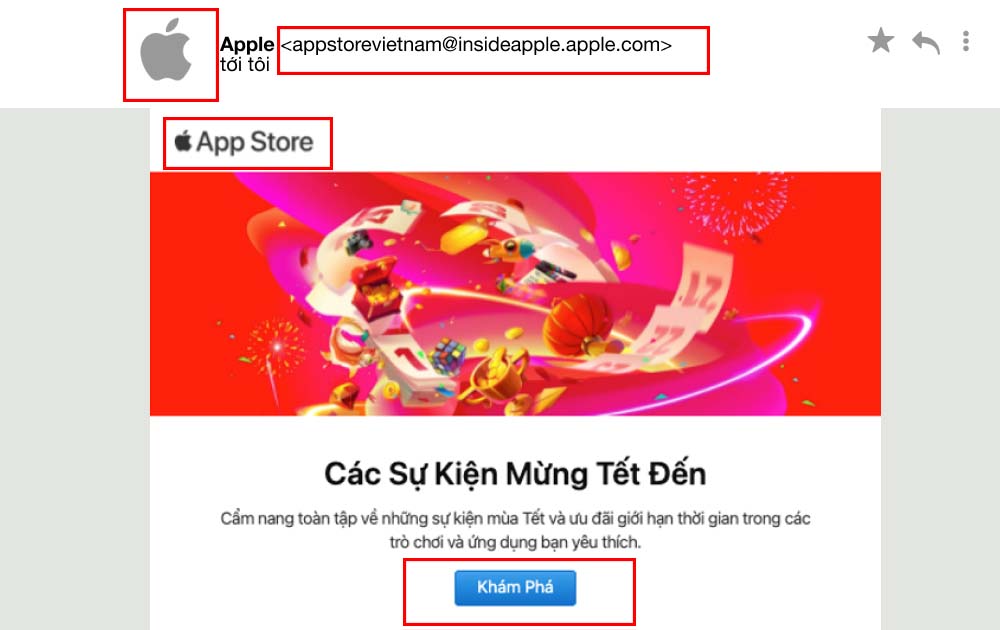 Apple <appstorevietnam@insideapple.apple.com>
tới tôi
App Store
Các Sự Kiện Mừng Tết Đến
Cẩm nang toàn tập về những sự kiện mùa Tết và ưu đãi giới hạn thời gian trong các
trò chơi và ứng dụng bạn yêu thích.
Khám Phá